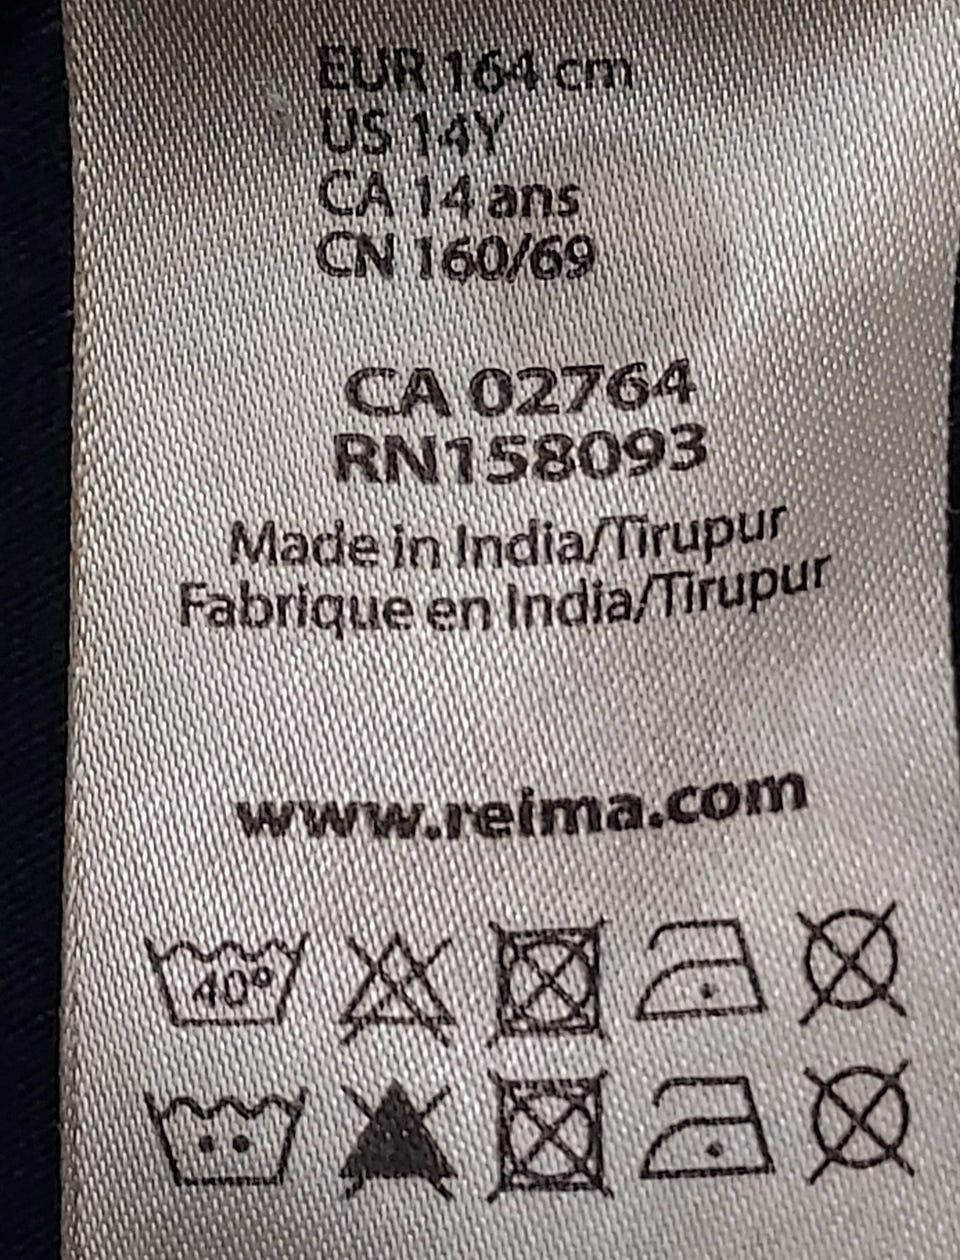 EUR 164 cm
US 14Y
CA 14 ans
CN 160/69
CA 02764
RN158093
Made in India/Tirupur
Fabrique en India/Tirupur
www.reima.com
40°